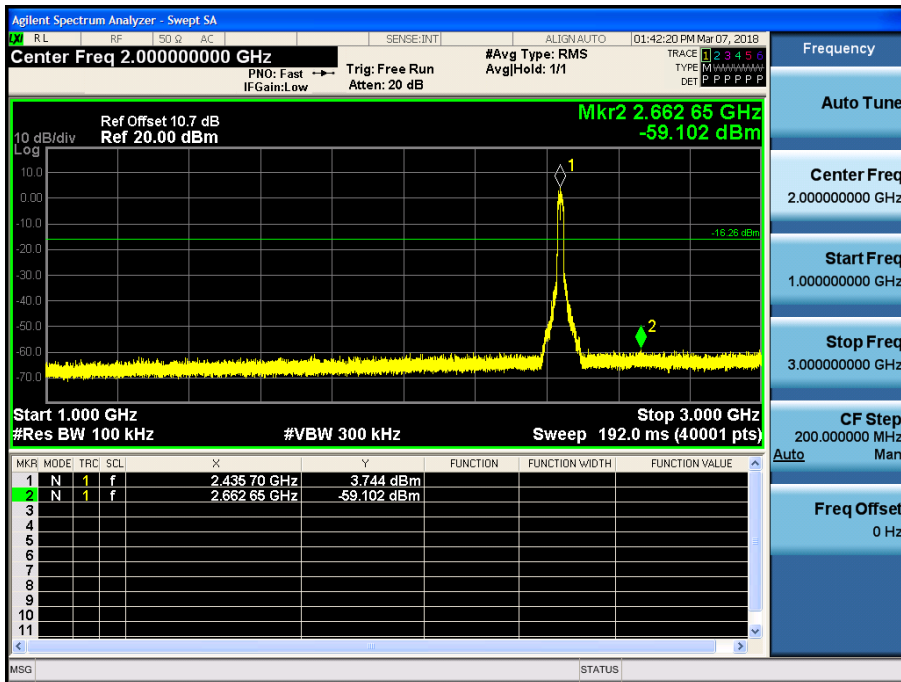 Agilent Spectrum Analyzer - Swept SA
LXI RL RF 50 Ω AC SENSE:INT ALIGN AUTO 01:42:20 PM Mar 07, 2018
Center Freq 2.000000000 GHz
PNO: Fast
IFGain:Low
Trig: Free Run
Atten: 20 dB
#Avg Type: RMS
Avg|Hold: 1/1
TRACE 1 2 3 4 5 6
TYPE M
DET P P P P P P
Ref Offset 10.7 dB
10 dB/div Ref 20.00 dBm
Log
Mkr2 2.662 65 GHz
-59.102 dBm
10.0
0.00
-10.0
-20.0
-30.0
-40.0
-50.0
-60.0
-70.0
1
-16.26 dBm
2
Start 1.000 GHz Stop 3.000 GHz
#Res BW 100 kHz #VBW 300 kHz Sweep 192.0 ms (40001 pts)
MKR MODE TRC SCL X Y FUNCTION FUNCTION WIDTH FUNCTION VALUE
1 N 1 f 2.435 70 GHz 3.744 dBm
2 N 1 f 2.662 65 GHz -59.102 dBm
3
4
5
6
7
8
9
10
11
MSG STATUS
Frequency
Auto Tune
Center Freq
2.000000000 GHz
Start Freq
1.000000000 GHz
Stop Freq
3.000000000 GHz
CF Step
200.000000 MHz
Auto Man
Freq Offset
0 Hz